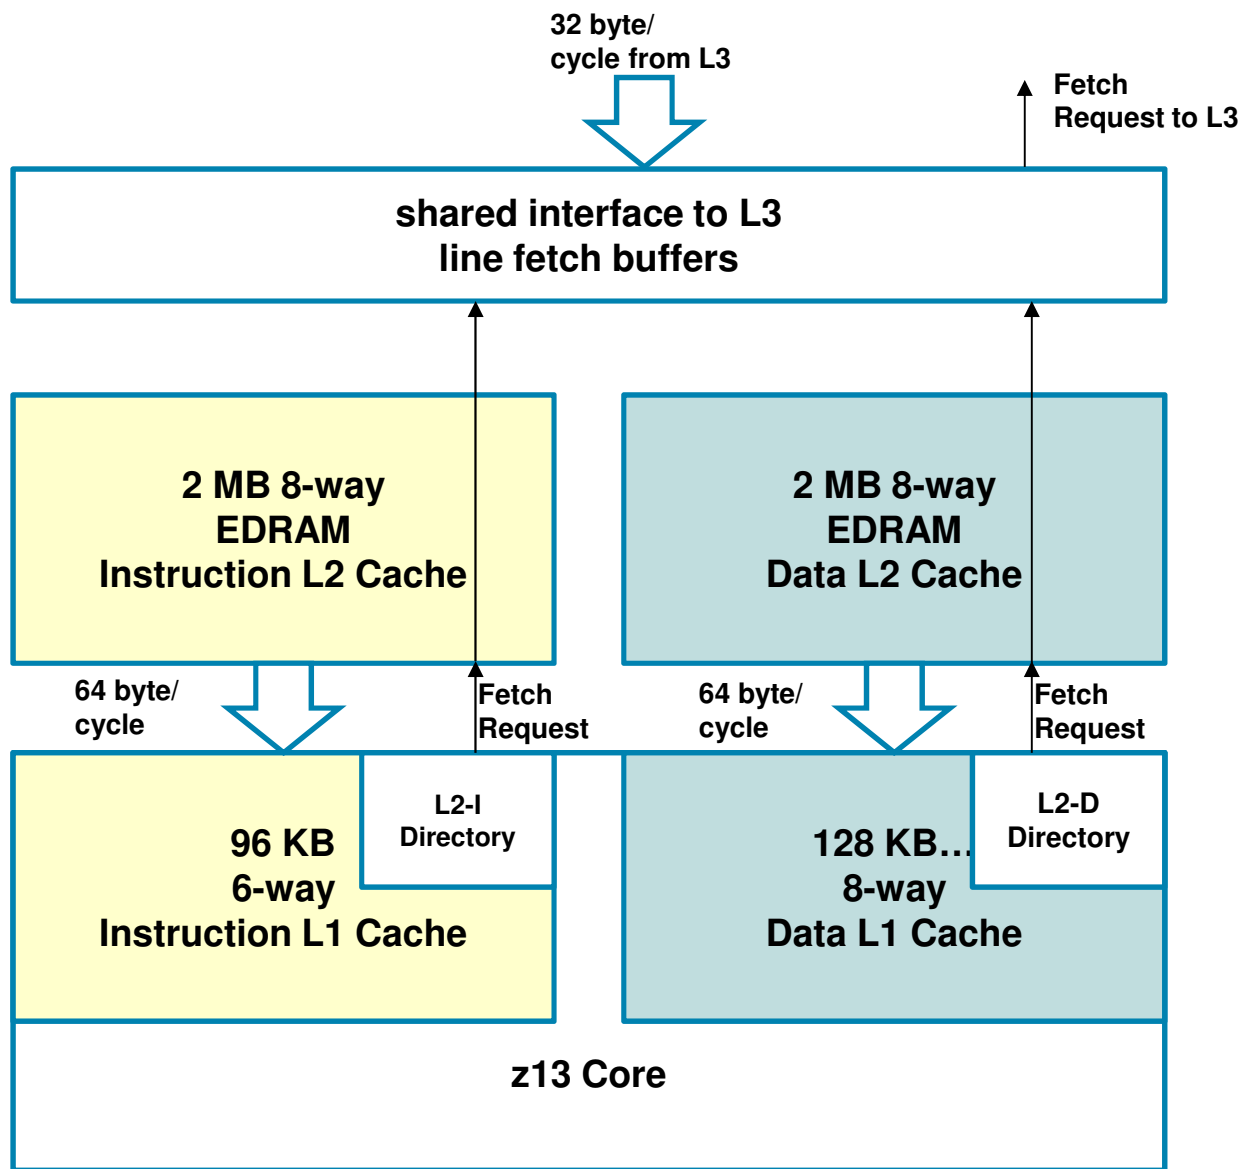 32 byte/
cycle from L3
Fetch
Request to L3
shared interface to L3
line fetch buffers
2 MB 8-way
EDRAM
Instruction L2 Cache
2 MB 8-way
EDRAM
Data L2 Cache
64 byte/
cycle
Fetch
Request
64 byte/
cycle
Fetch
Request
L2-I
Directory
96 KB
6-way
Instruction L1 Cache
L2-D
Directory
128 KB…
8-way
Data L1 Cache
z13 Core